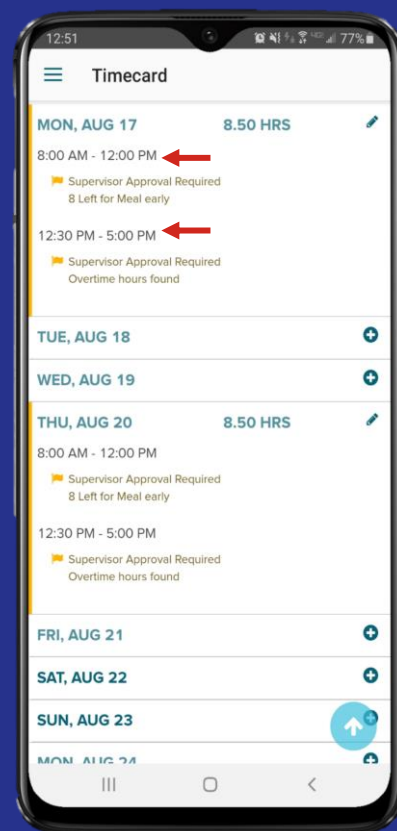 12:51
77%
Timecard
MON, AUG 17 8.50 HRS
8:00 AM - 12:00 PM
Supervisor Approval Required
8 Left for Meal early
12:30 PM - 5:00 PM
Supervisor Approval Required
Overtime hours found
TUE, AUG 18
WED, AUG 19
THU, AUG 20 8.50 HRS
8:00 AM - 12:00 PM
Supervisor Approval Required
8 Left for Meal early
12:30 PM - 5:00 PM
Supervisor Approval Required
Overtime hours found
FRI, AUG 21
SAT, AUG 22
SUN, AUG 23
MON, AUG 24